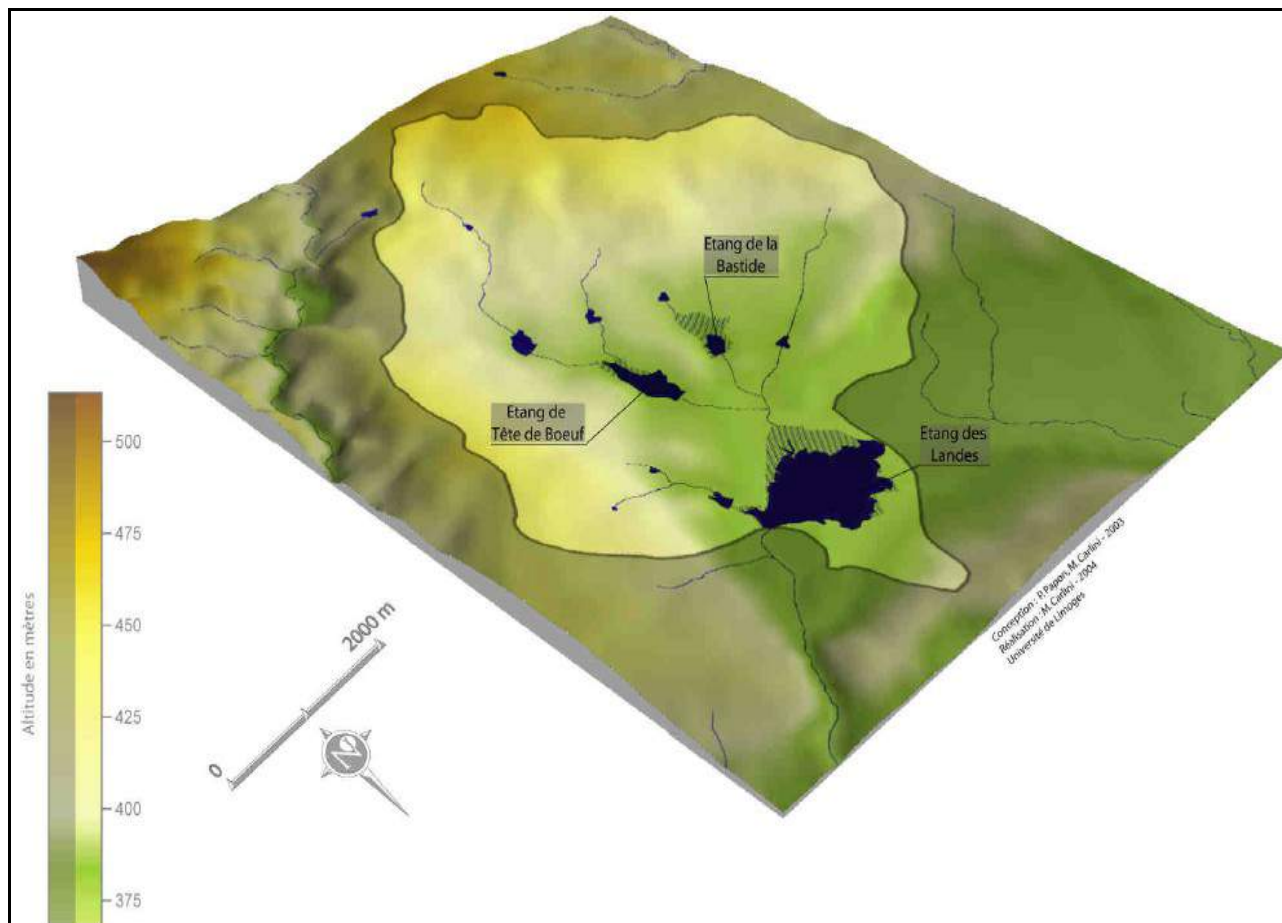 Etang de la
Bastide
Etang de
Tête de Boeuf
Etang des
Landes
Altitude en mètres
500
475
450
425
400
375
0
2000 m
N
Conception : P. Papon, M. Carlini - 2003
Réalisation : M. Carlini - 2004
Université de Limoges